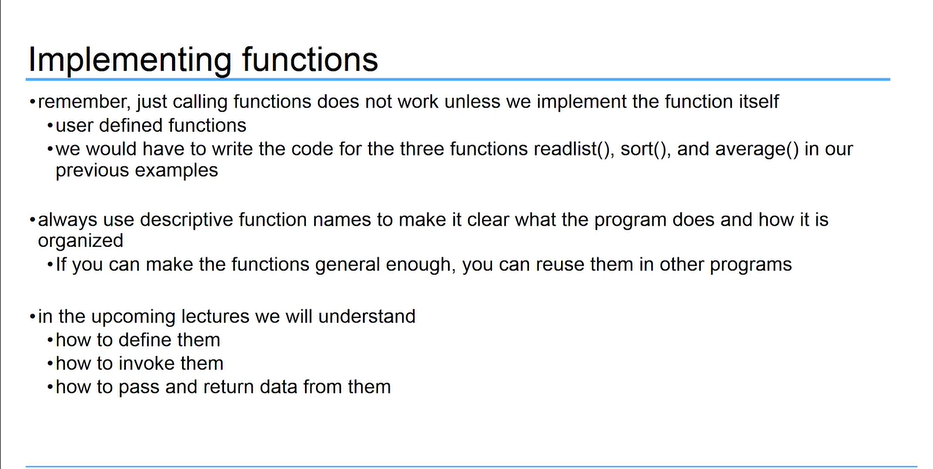 Implementing functions
•remember, just calling functions does not work unless we implement the function itself
•user defined functions
•we would have to write the code for the three functions readlist(), sort(), and average() in our
previous examples
•always use descriptive function names to make it clear what the program does and how it is
organized
•If you can make the functions general enough, you can reuse them in other programs
•in the upcoming lectures we will understand
•how to define them
•how to invoke them
•how to pass and return data from them